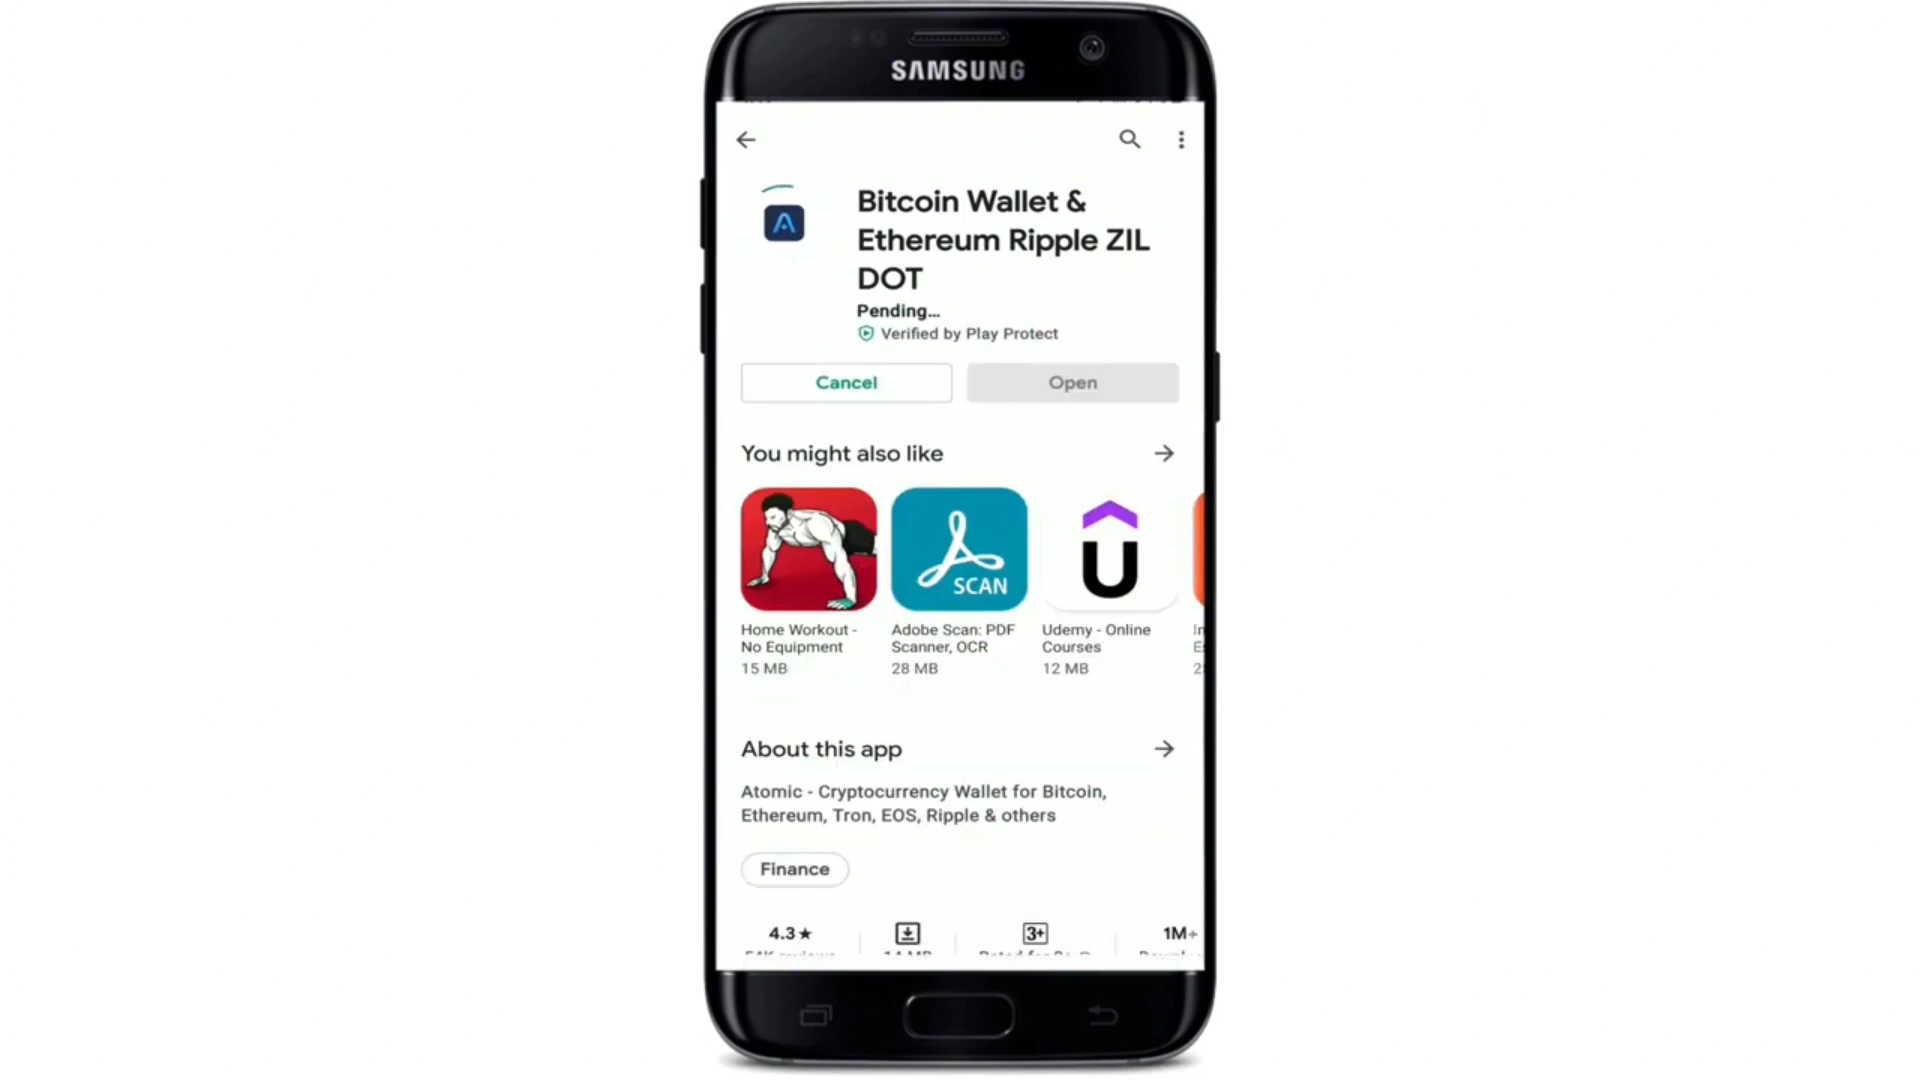 SAMSUNG
Bitcoin Wallet &
Ethereum Ripple ZIL
DOT
Pending...
Verified by Play Protect
Cancel
Open
You might also like
SCAN
Home Workout -
No Equipment
15 MB
Adobe Scan: PDF
Scanner, OCR
28 MB
Udemy - Online
Courses
12 MB
About this app
Atomic - Cryptocurrency Wallet for Bitcoin,
Ethereum, Tron, EOS, Ripple & others
Finance
4.3★
3+
1M+